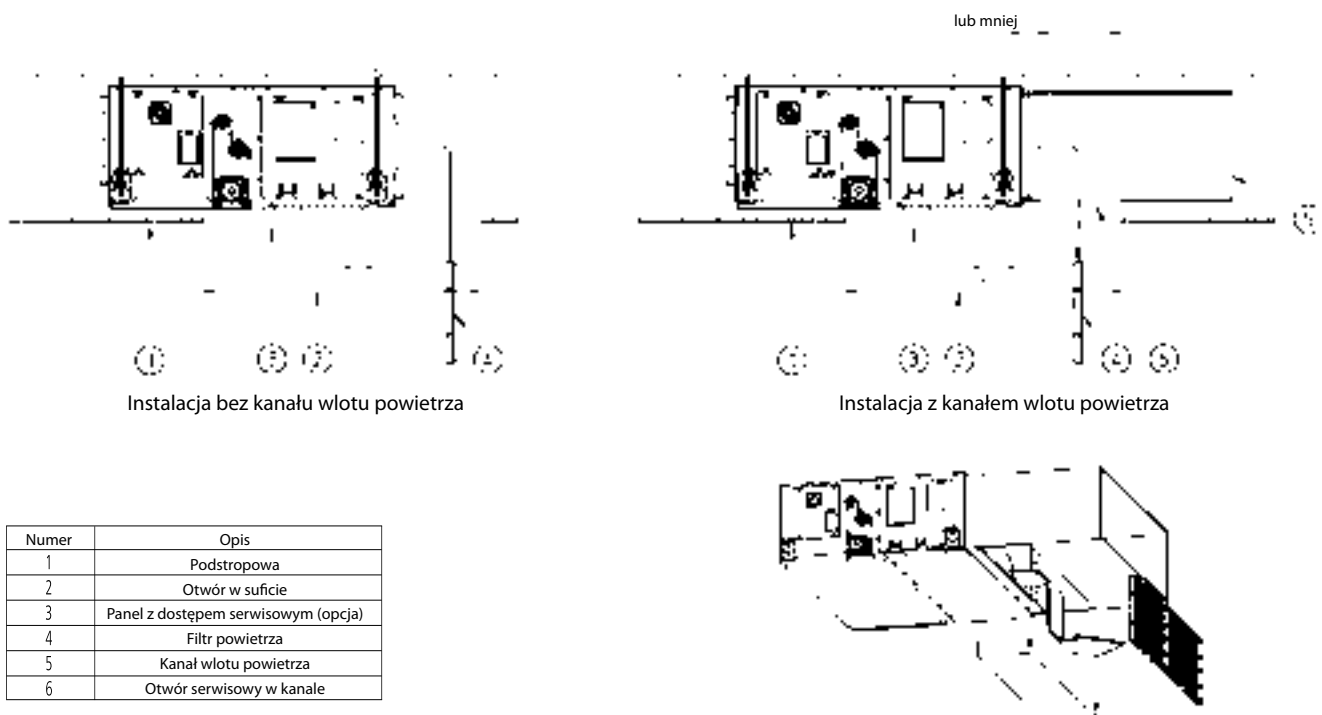 lub mniej
Instalacja bez kanału wlotu powietrza
Instalacja z kanałem wlotu powietrza
Numer Opis
1 Podstropowa
2 Otwór w suficie
3 Panel z dostępem serwisowym (opcja)
4 Filtr powietrza
5 Kanał wlotu powietrza
6 Otwór serwisowy w kanale